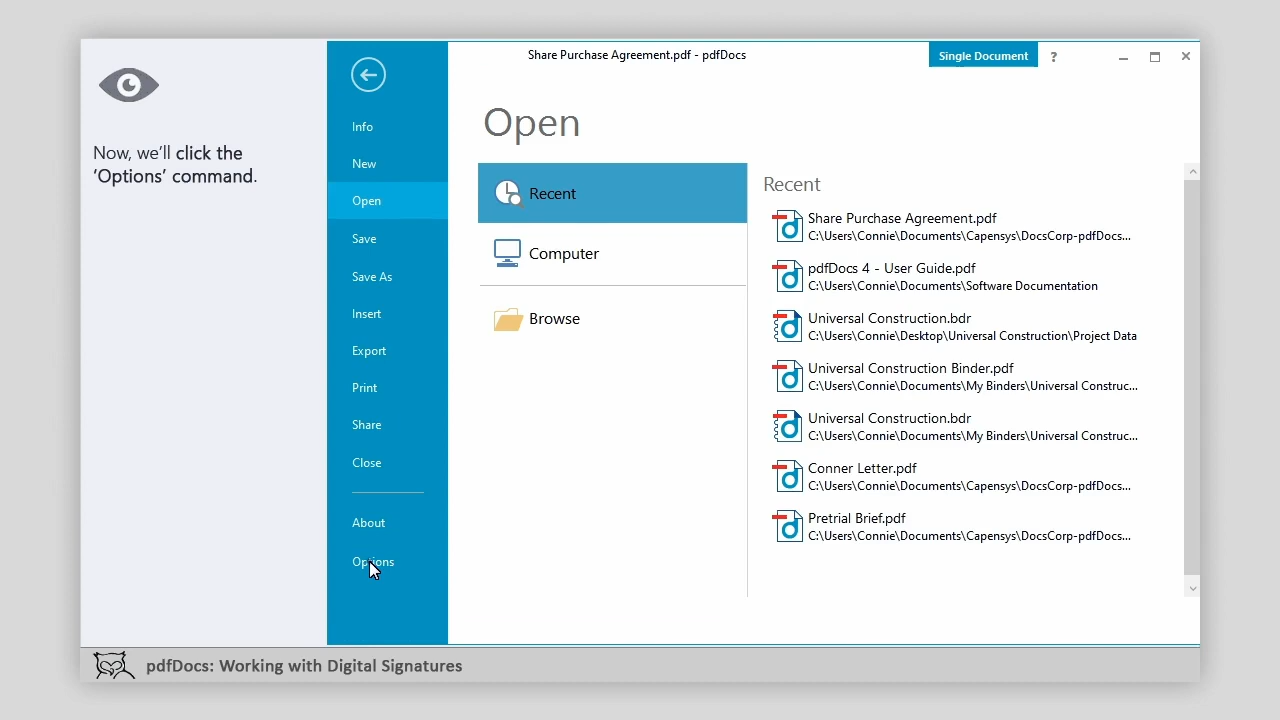 Share Purchase Agreement.pdf - pdfDocs
Single Document
?
Now, we'll click the
'Options' command.
Info
New
Open
Save
Save As
Insert
Export
Print
Share
Close
About
Options
Open
Recent
Computer
Browse
Recent
Share Purchase Agreement.pdf
C:\Users\Connie\Documents\Capensys\DocsCorp-pdfDocs...
pdfDocs 4 - User Guide.pdf
C:\Users\Connie\Documents\Software Documentation
Universal Construction.bdr
C:\Users\Connie\Desktop\Universal Construction\Project Data
Universal Construction Binder.pdf
C:\Users\Connie\Documents\My Binders\Universal Construc...
Universal Construction.bdr
C:\Users\Connie\Documents\My Binders\Universal Construc...
Conner Letter.pdf
C:\Users\Connie\Documents\Capensys\DocsCorp-pdfDocs...
Pretrial Brief.pdf
C:\Users\Connie\Documents\Capensys\DocsCorp-pdfDocs...
pdfDocs: Working with Digital Signatures